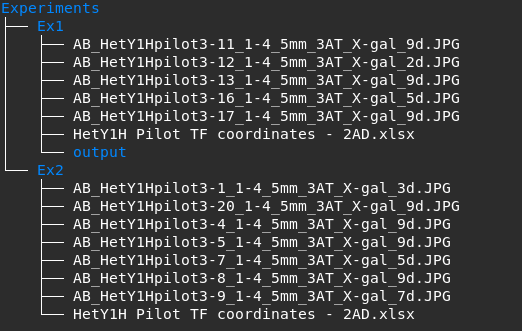 Experiments
Ex1
AB_HetY1Hpilot3-11_1-4_5mm_3AT_X-gal_9d.JPG
AB_HetY1Hpilot3-12_1-4_5mm_3AT_X-gal_2d.JPG
AB_HetY1Hpilot3-13_1-4_5mm_3AT_X-gal_9d.JPG
AB_HetY1Hpilot3-16_1-4_5mm_3AT_X-gal_5d.JPG
AB_HetY1Hpilot3-17_1-4_5mm_3AT_X-gal_9d.JPG
HetY1H Pilot TF coordinates - 2AD.xlsx
output
Ex2
AB_HetY1Hpilot3-1_1-4_5mm_3AT_X-gal_3d.JPG
AB_HetY1Hpilot3-20_1-4_5mm_3AT_X-gal_9d.JPG
AB_HetY1Hpilot3-4_1-4_5mm_3AT_X-gal_9d.JPG
AB_HetY1Hpilot3-5_1-4_5mm_3AT_X-gal_9d.JPG
AB_HetY1Hpilot3-7_1-4_5mm_3AT_X-gal_5d.JPG
AB_HetY1Hpilot3-8_1-4_5mm_3AT_X-gal_9d.JPG
AB_HetY1Hpilot3-9_1-4_5mm_3AT_X-gal_7d.JPG
HetY1H Pilot TF coordinates - 2AD.xlsx